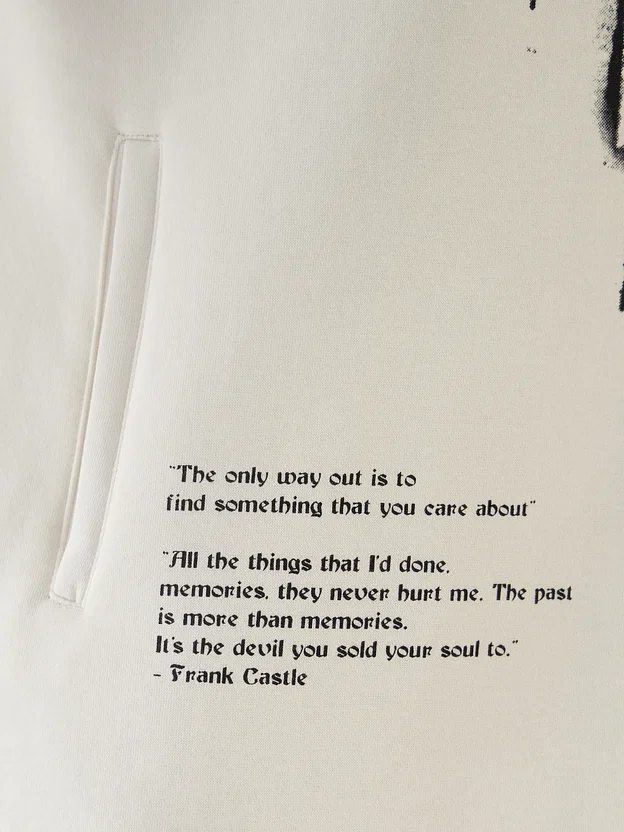 "The only way out is to
find something that you care about"
"All the things that I'd done,
memories, they never hurt me. The past
is more than memories.
It's the devil you sold your soul to."
- Frank Castle